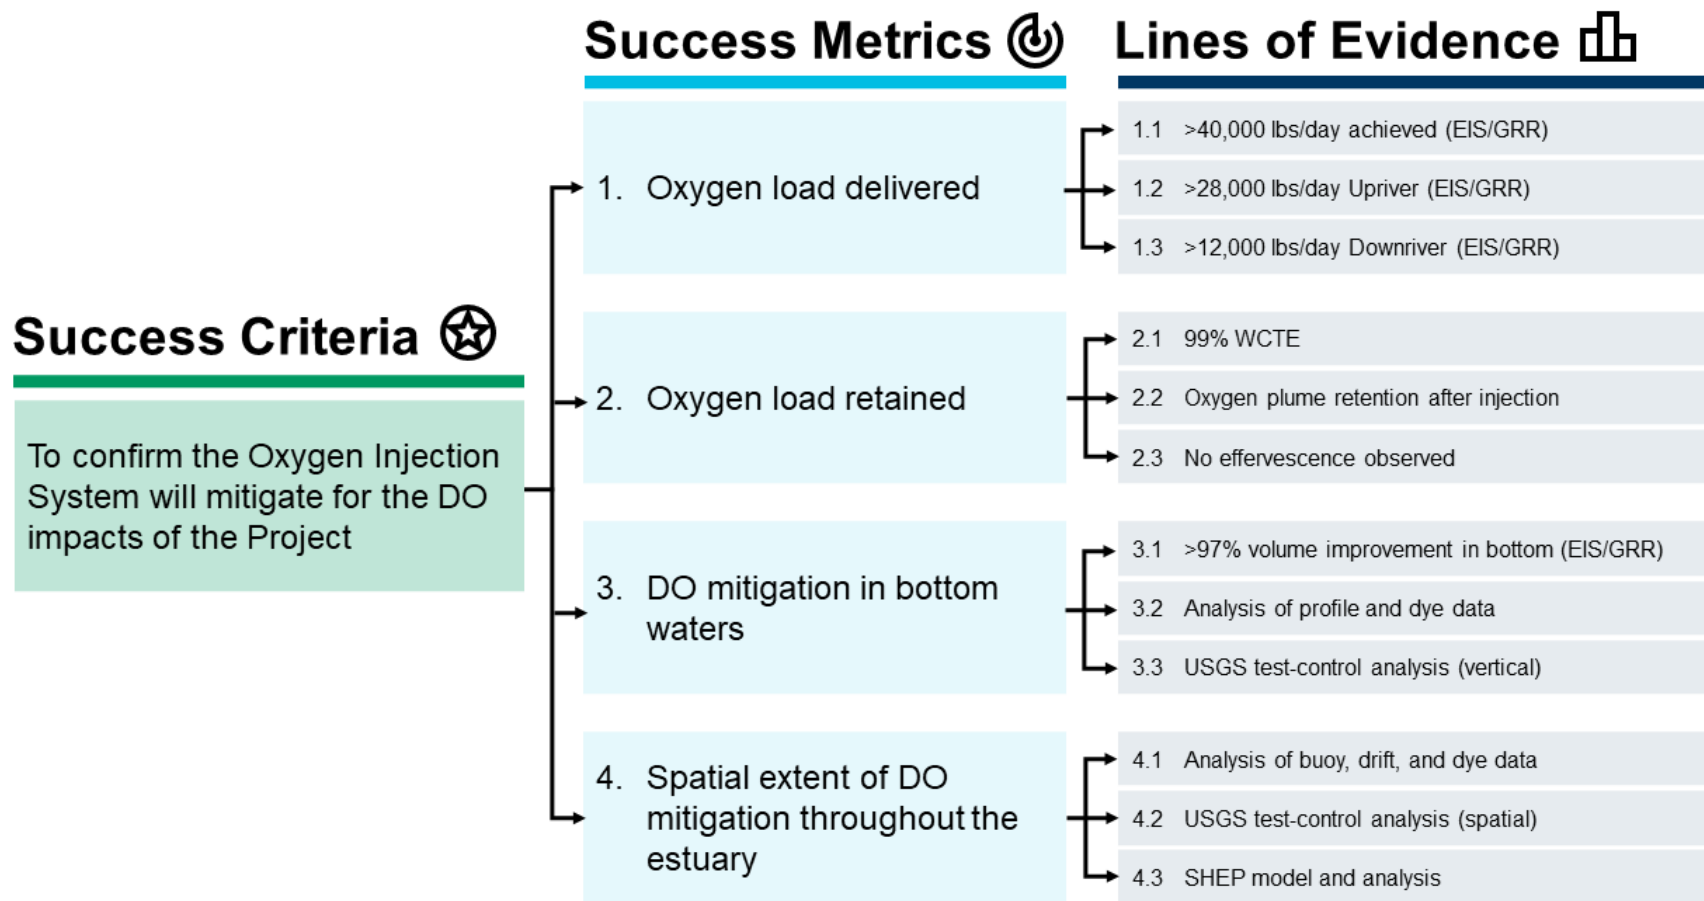 Success Criteria
To confirm the Oxygen Injection
System will mitigate for the DO
impacts of the Project
Success Metrics
1. Oxygen load delivered
2. Oxygen load retained
3. DO mitigation in bottom
waters
4. Spatial extent of DO
mitigation throughout the
estuary
Lines of Evidence
1.1 >40,000 lbs/day achieved (EIS/GRR)
1.2 >28,000 lbs/day Upriver (EIS/GRR)
1.3 >12,000 lbs/day Downriver (EIS/GRR)
2.1 99% WCTE
2.2 Oxygen plume retention after injection
2.3 No effervescence observed
3.1 >97% volume improvement in bottom (EIS/GRR)
3.2 Analysis of profile and dye data
3.3 USGS test-control analysis (vertical)
4.1 Analysis of buoy, drift, and dye data
4.2 USGS test-control analysis (spatial)
4.3 SHEP model and analysis